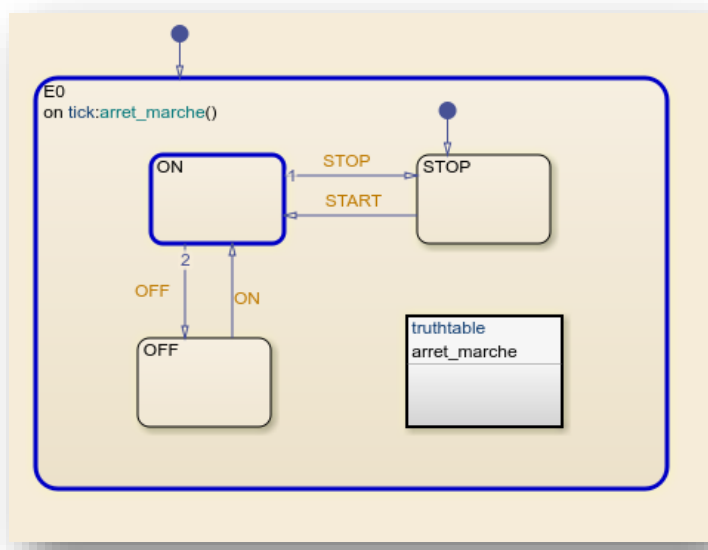 E0
on tick:arret_marche()
ON
1
STOP
STOP
START
2
OFF
ON
OFF
truthtable
arret_marche